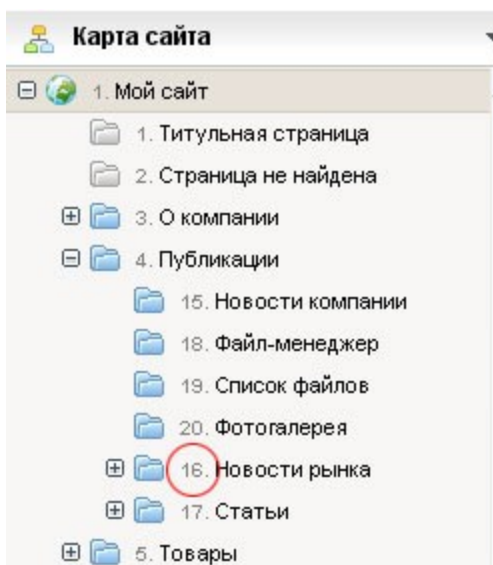 Карта сайта
1. Мой сайт
1. Титульная страница
2. Страница не найдена
3. О компании
4. Публикации
15. Новости компании
18. Файл-менеджер
19. Список файлов
20. Фотогалерея
16. Новости рынка
17. Статьи
5. Товары